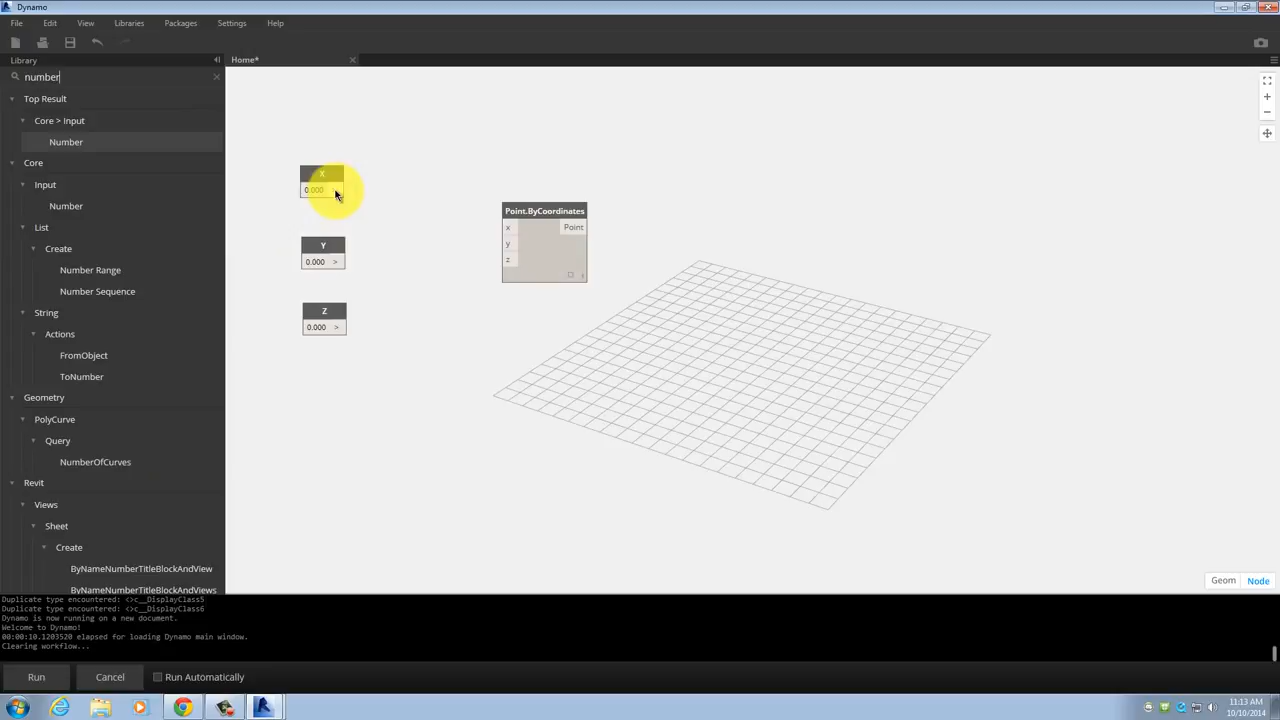 Dynamo
File Edit View Libraries Packages Settings Help
Library
Home*
number
Top Result
Core > Input
Number
Core
Input
Number
List
Create
Number Range
Number Sequence
String
Actions
FromObject
ToNumber
Geometry
PolyCurve
Query
NumberOfCurves
Revit
Views
Sheet
Create
ByNameNumberTitleBlockAndView
ByNameNumberTitleBlockAndViews
X
0.000 >
Y
0.000 >
Z
0.000 >
Point.ByCoordinates
x Point
y
z
Geom Node
Duplicate type encountered: <>c__DisplayClass5
Duplicate type encountered: <>c__DisplayClass6
Dynamo is now running on a new document.
Welcome to Dynamo!
00:00:10.1203520 elapsed for loading Dynamo main window.
Clearing workflow...
Run Cancel Run Automatically
11:13 AM
10/10/2014